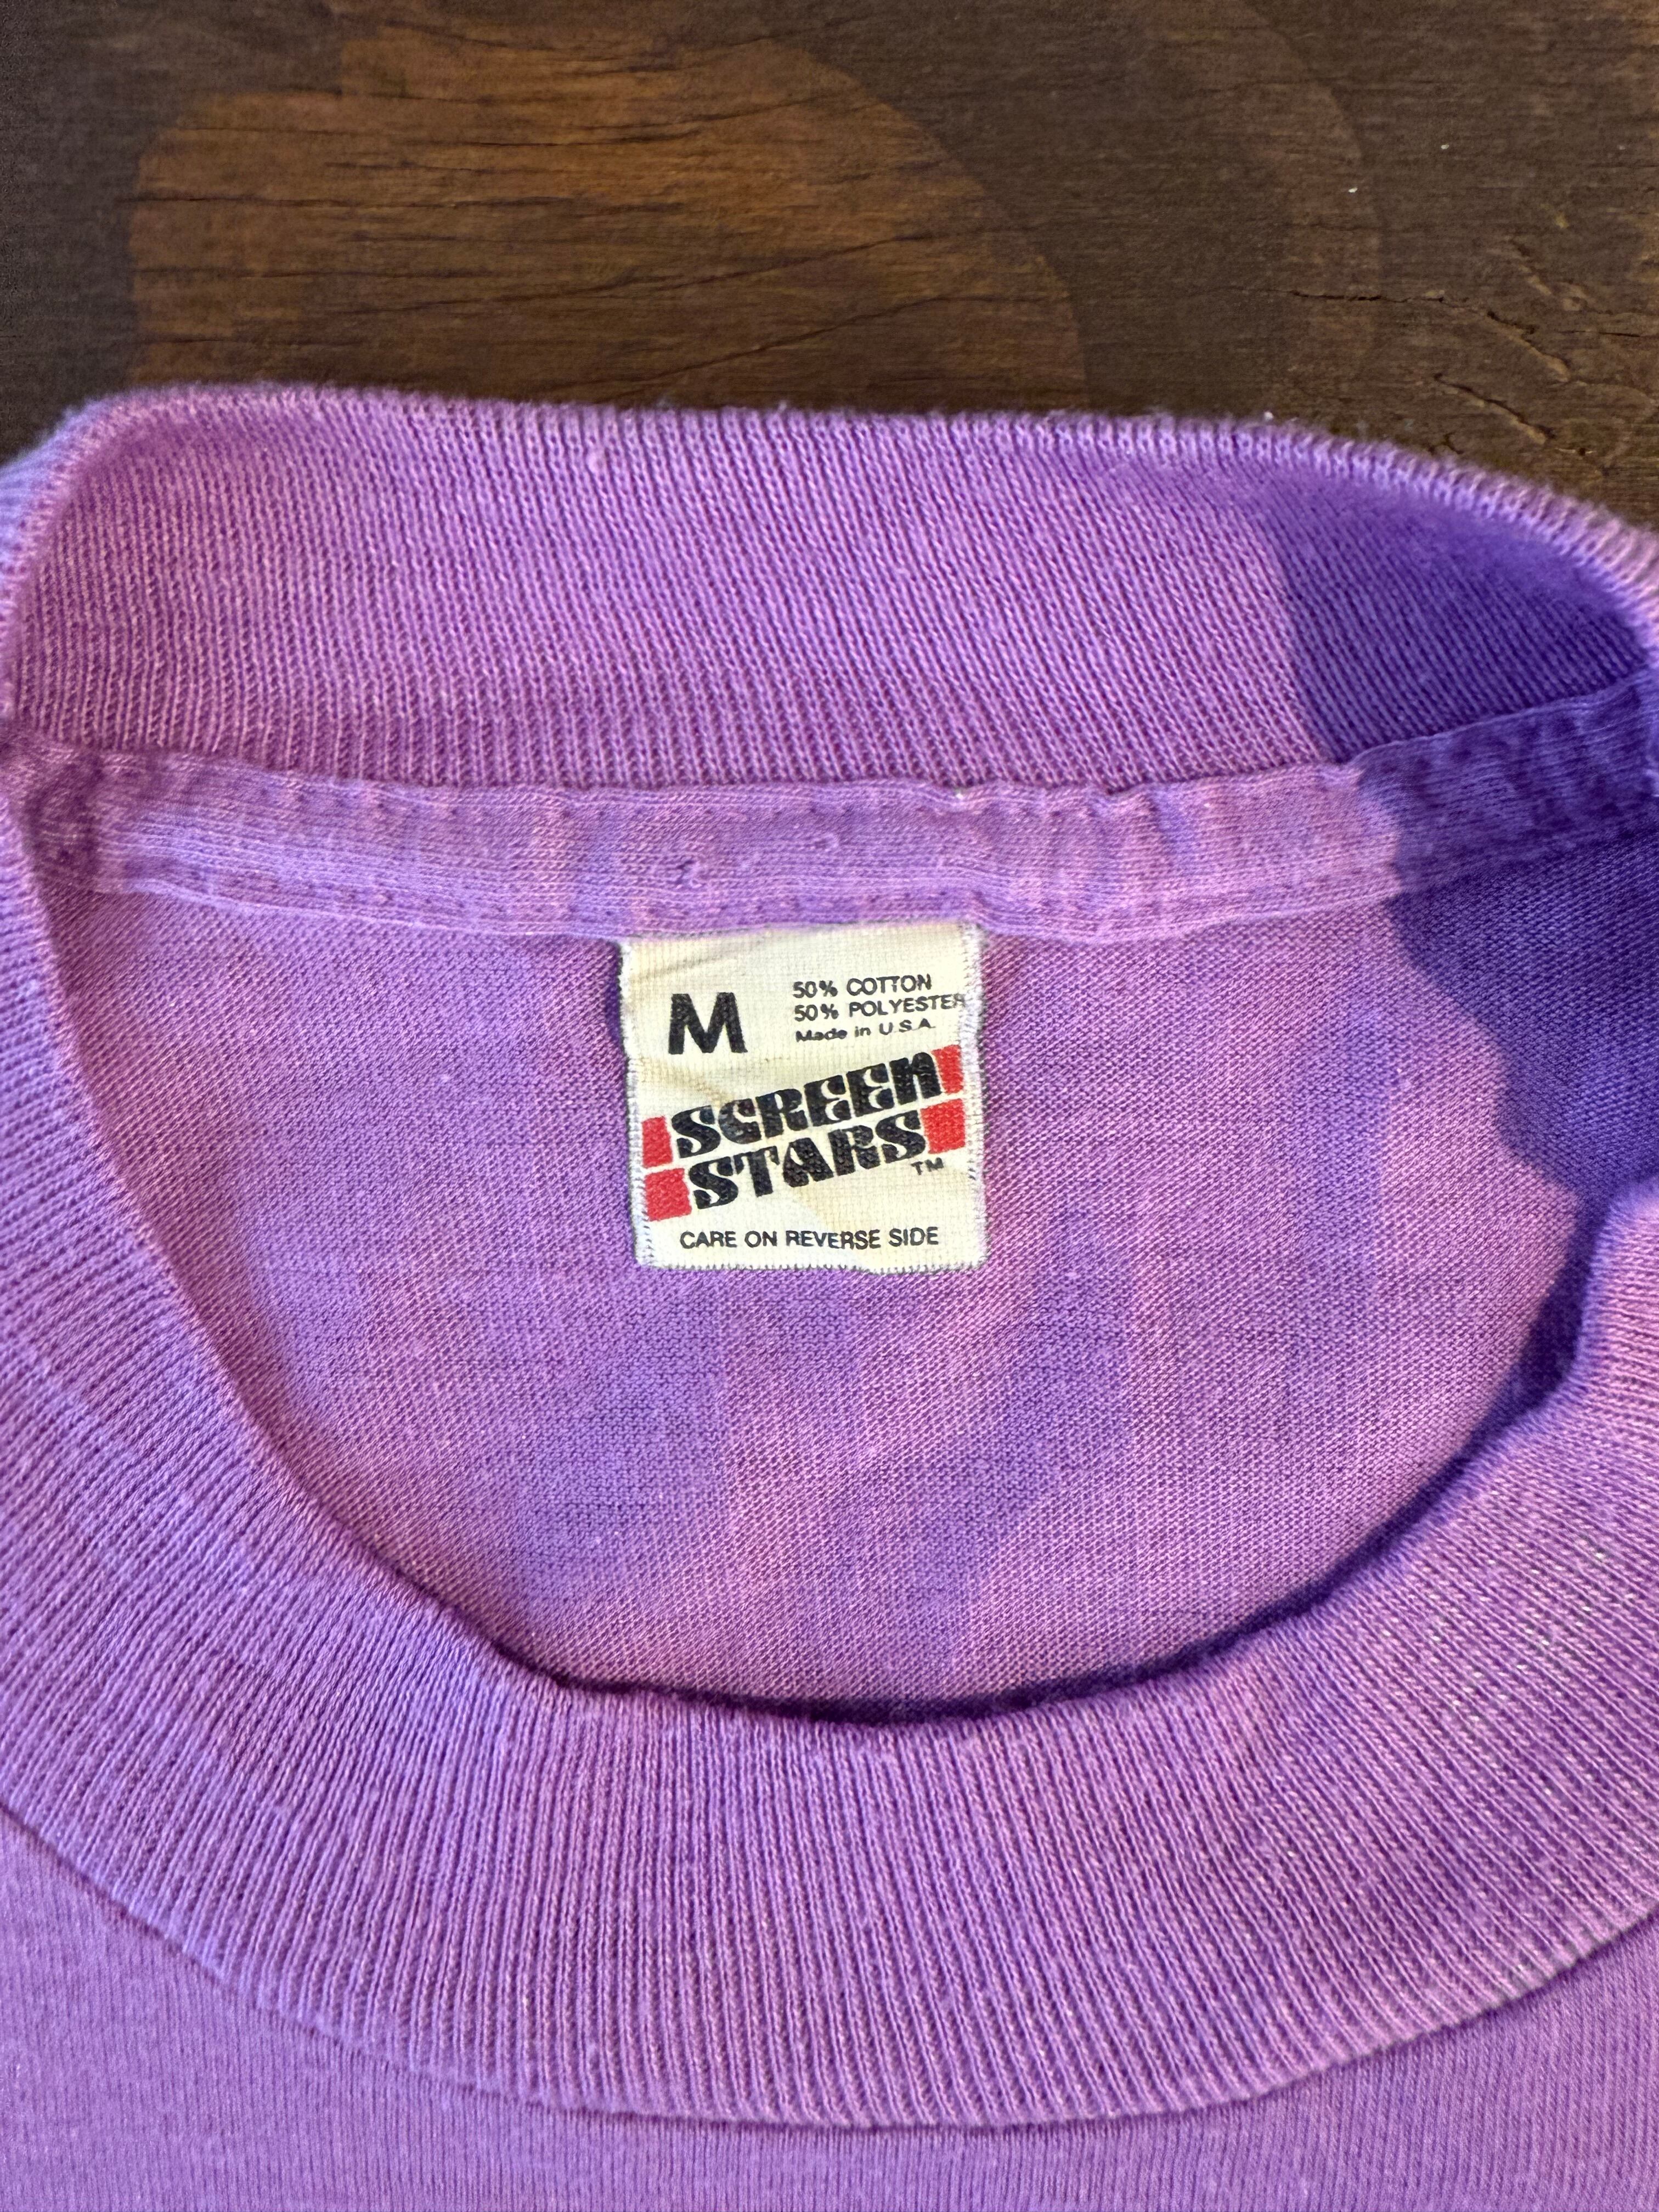 M
50% COTTON
50% POLYESTER
Made in U.S.A.
SCREEN
STARS
TM
CARE ON REVERSE SIDE